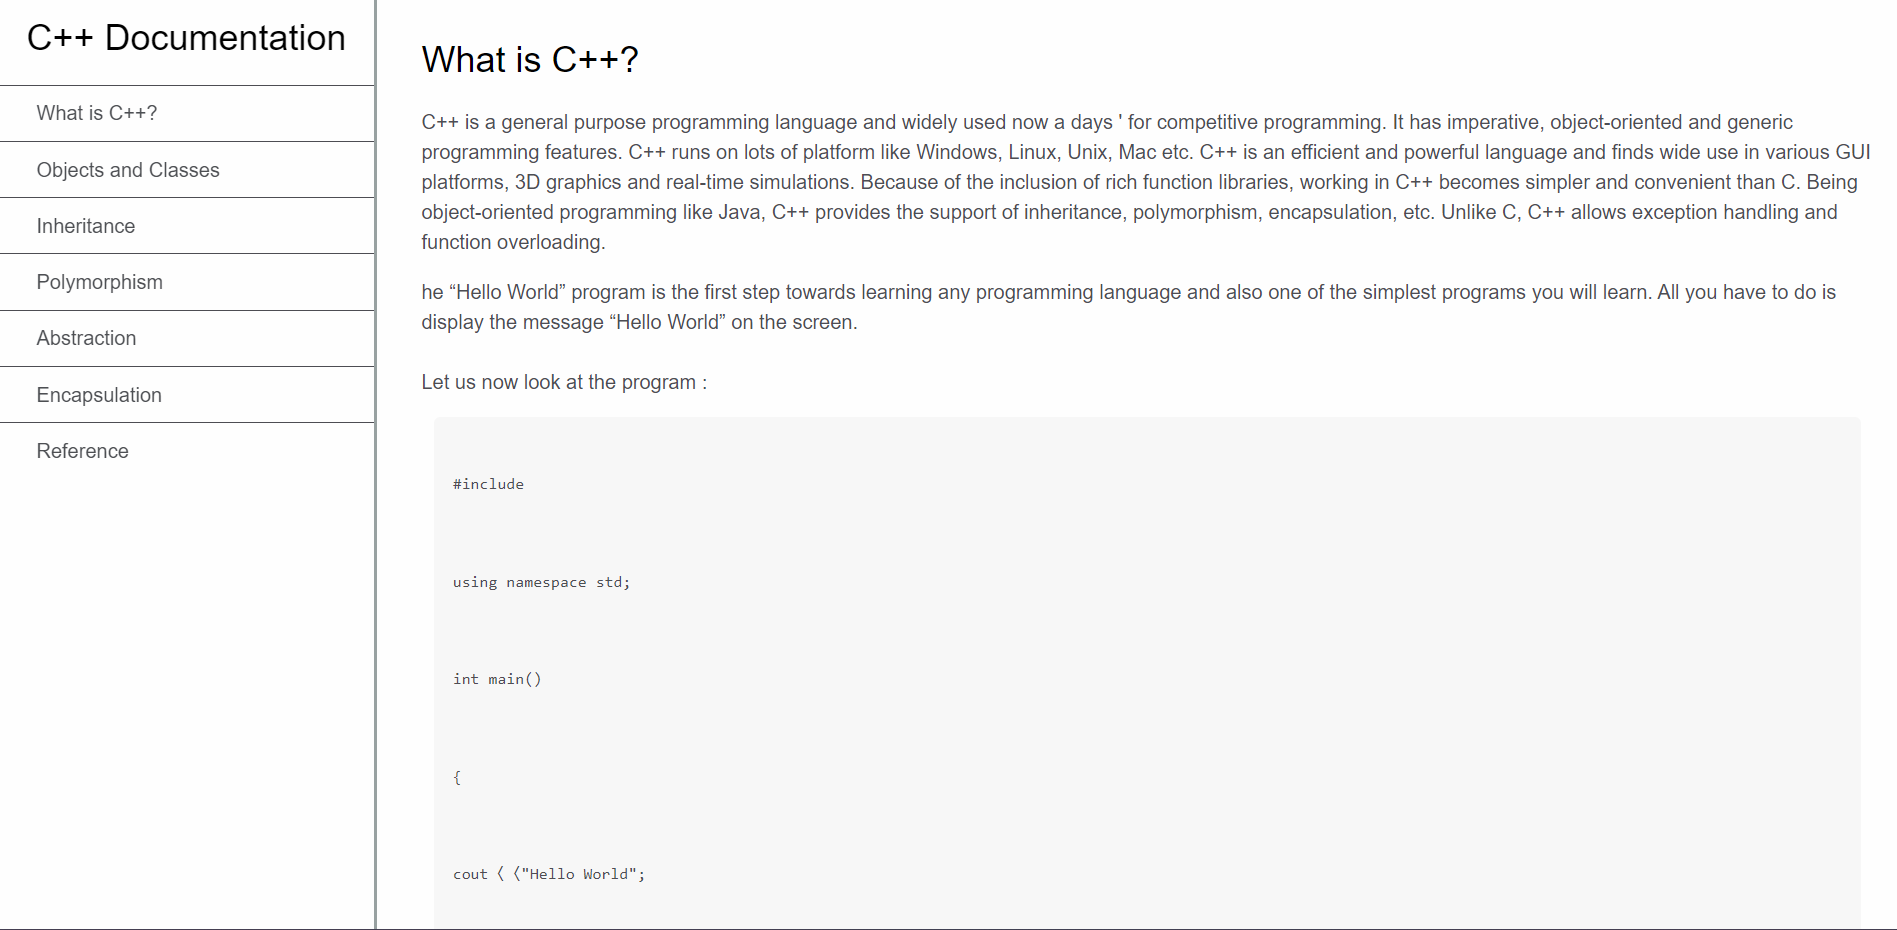 C++ Documentation
What is C++?
Objects and Classes
Inheritance
Polymorphism
Abstraction
Encapsulation
Reference
What is C++?
C++ is a general purpose programming language and widely used now a days ' for competitive programming. It has imperative, object-oriented and generic
programming features. C++ runs on lots of platform like Windows, Linux, Unix, Mac etc. C++ is an efficient and powerful language and finds wide use in various GUI
platforms, 3D graphics and real-time simulations. Because of the inclusion of rich function libraries, working in C++ becomes simpler and convenient than C. Being
object-oriented programming like Java, C++ provides the support of inheritance, polymorphism, encapsulation, etc. Unlike C, C++ allows exception handling and
function overloading.
he “Hello World” program is the first step towards learning any programming language and also one of the simplest programs you will learn. All you have to do is
display the message “Hello World” on the screen.
Let us now look at the program :
#include
using namespace std;
int main()
{
cout〈〈"Hello World";